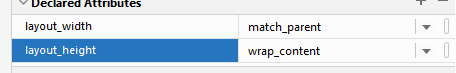 Declared Attributes
layout_width match_parent
layout_height wrap_content